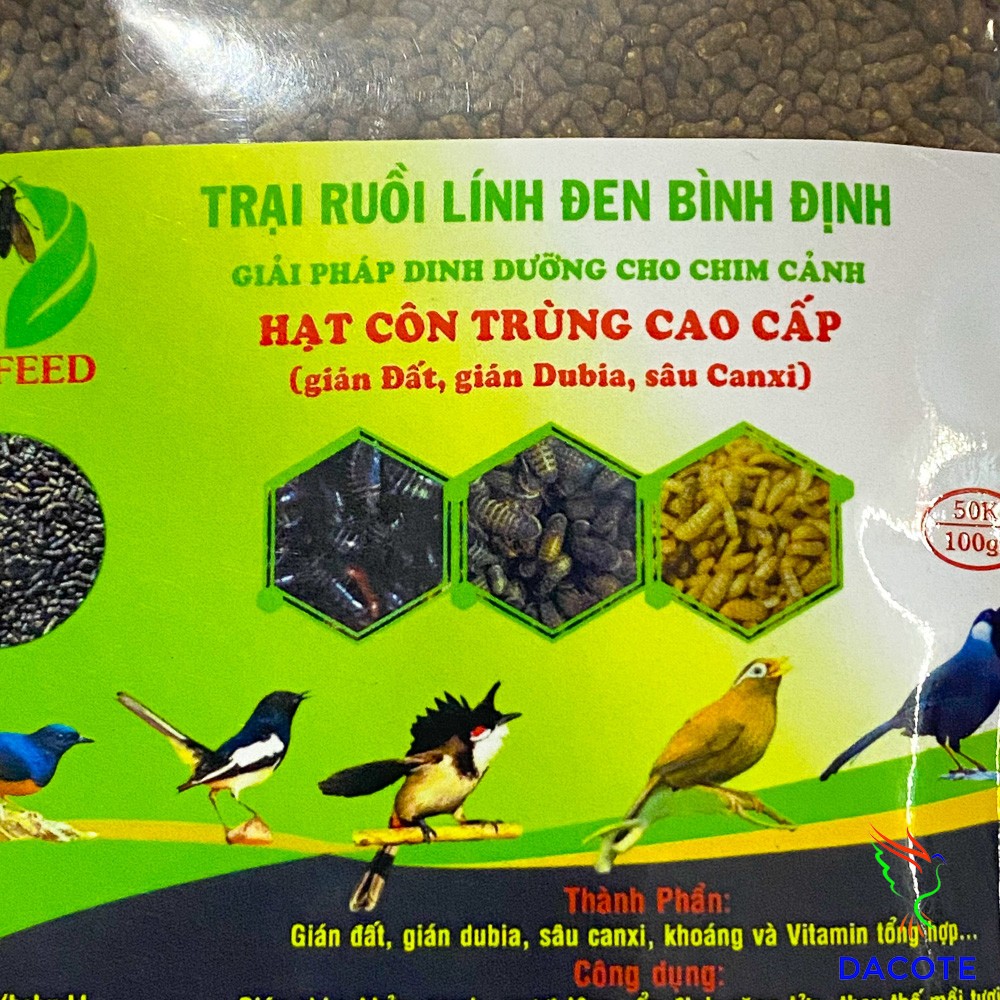 TRẠI RUỒI LÍNH ĐEN BÌNH ĐỊNH
GIẢI PHÁP DINH DƯỠNG CHO CHIM CẢNH
HẠT CÔN TRÙNG CAO CẤP
(gián Đất, gián Dubia, sâu Canxi)
FEED
50K
100g
Thành Phần:
Gián đất, gián dubia, sâu canxi, khoáng và Vitamin tổng hợp...
Công dụng:
DACOTE